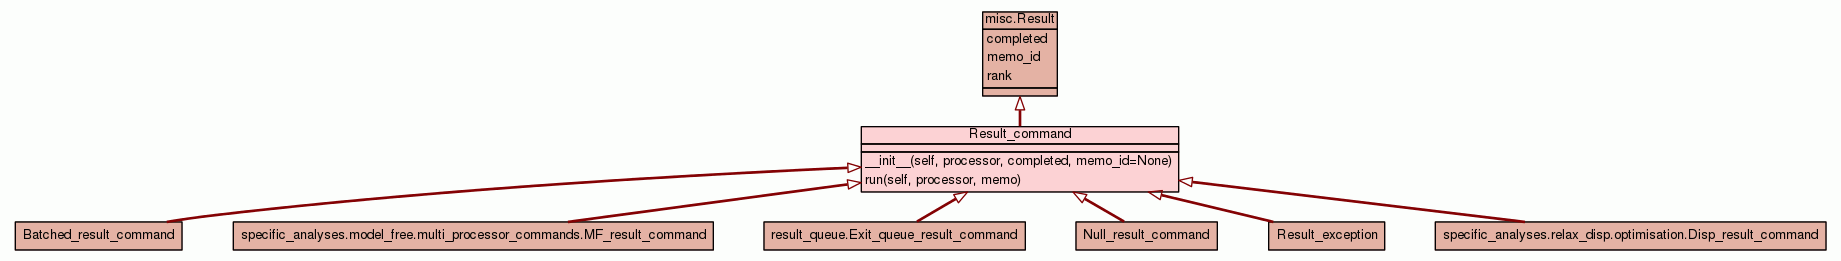 misc.Result
completed
memo_id
rank
Result_command
__init__(self, processor, completed, memo_id=None)
run(self, processor, memo)
Batched_result_command
specific_analyses.model_free.multi_processor_commands.MF_result_command
result_queue.Exit_queue_result_command
Null_result_command
Result_exception
specific_analyses.relax_disp.optimisation.Disp_result_command